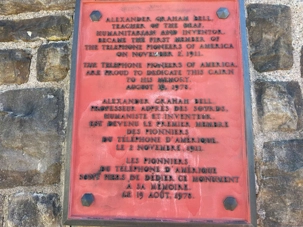 ALEXANDER GRAHAM BELL,
TEACHER OF THE DEAF,
HUMANITARIAN AND INVENTOR,
BECAME THE FIRST MEMBER OF
THE TELEPHONE PIONEERS OF AMERICA
ON NOVEMBER 2, 1911.
THE TELEPHONE PIONEERS OF AMERICA,
ARE PROUD TO DEDICATE THIS CAIRN
TO HIS MEMORY.
AUGUST 19, 1978.
ALEXANDER GRAHAM BELL,
PROFESSEUR AUPRÈS DES SOURDS,
HUMANISTE ET INVENTEUR,
EST DEVENU LE PREMIER MEMBRE
DES PIONNIERS
DU TÉLÉPHONE D'AMÉRIQUE,
LE 2 NOVEMBRE, 1911.
LES PIONNIERS
DU TÉLÉPHONE D'AMÉRIQUE
SONT FIERS DE DÉDIER CE MONUMENT
A SA MÉMOIRE.
LE 19 AOÛT, 1978.